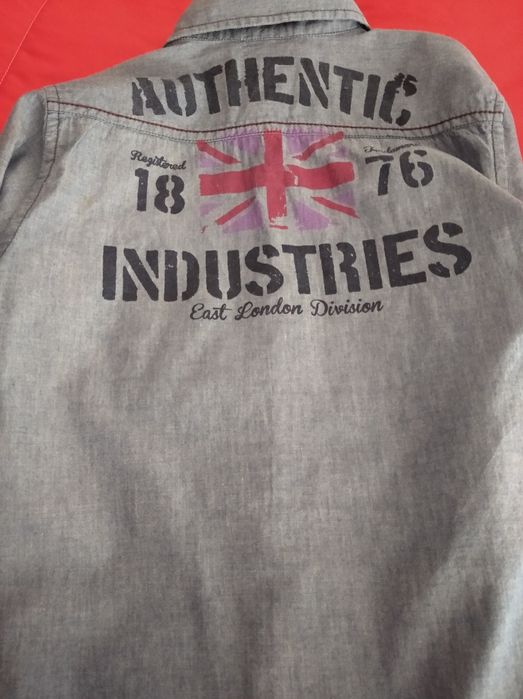 AUTHENTIC
Registered
18 76
INDUSTRIES
East London Division